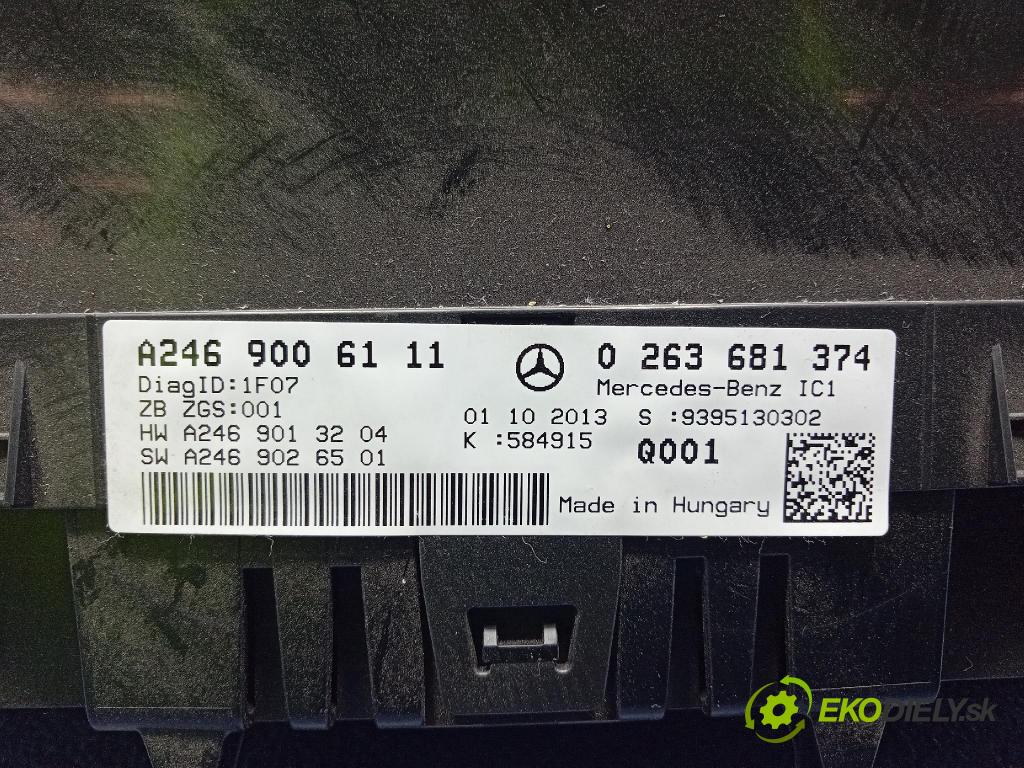 A246 900 61 11
0 263 681 374
DiagID:1F07
Mercedes-Benz IC1
ZB ZGS:001
01 10 2013
S :9395130302
HW A246 901 32 04
K :584915
Q001
SW A246 902 65 01
Made in Hungary
EKODIELY.sk